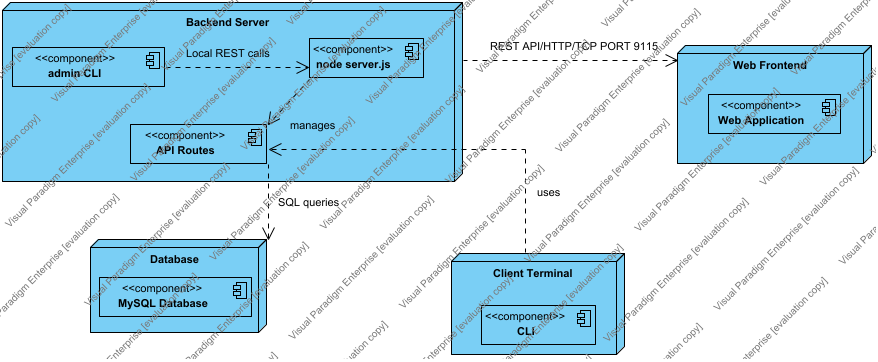 Backend Server
<<component>>
admin CLI
Local REST calls
<<component>>
node server.js
REST API/HTTP/TCP PORT 9115
Web Frontend
<<component>>
Web Application
manages
<<component>>
API Routes
SQL queries
uses
Database
<<component>>
MySQL Database
Client Terminal
<<component>>
CLI
Visual Paradigm Enterprise [evaluation copy]